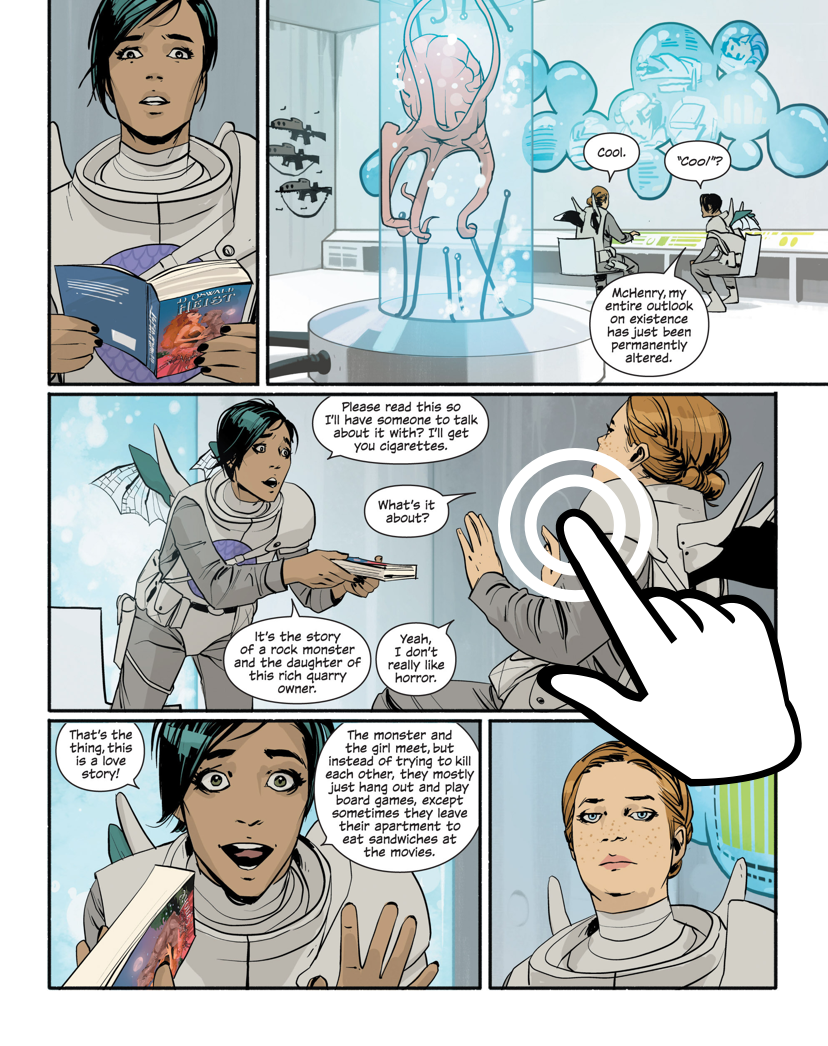 D. OSWALD
HEIST
Cool.
"Cool"?
McHenry, my
entire outlook
on existence
has just been
permanently
altered.
Please read this so
I'll have someone to talk
about it with? I'll get
you cigarettes.
What's it
about?
It's the story
of a rock monster
and the daughter of
this rich quarry
owner.
Yeah,
I don't
really like
horror.
That's the
thing, this
is a love
story!
The monster and
the girl meet, but
instead of trying to kill
each other, they mostly
just hang out and play
board games, except
sometimes they leave
their apartment to
eat sandwiches at
the movies.